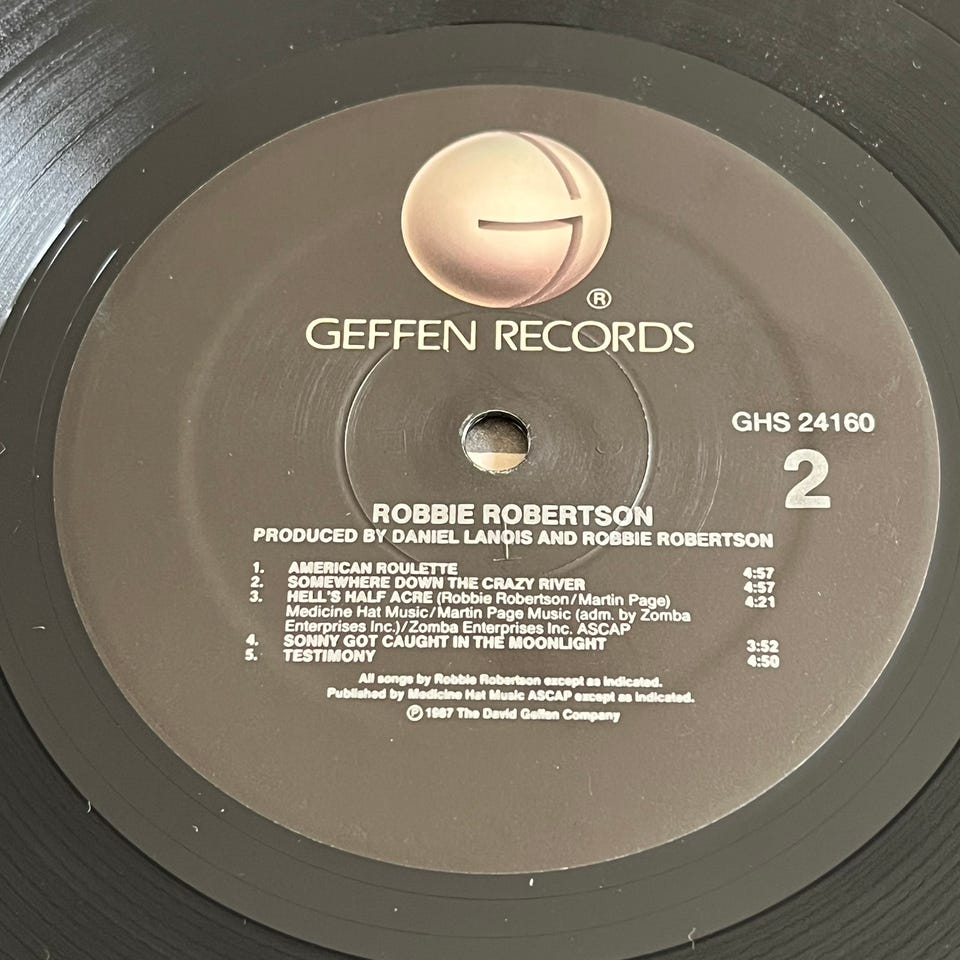 ®
GEFFEN RECORDS
GHS 24160
2
ROBBIE ROBERTSON
PRODUCED BY DANIEL LANOIS AND ROBBIE ROBERTSON
1. AMERICAN ROULETTE 4:57
2. SOMEWHERE DOWN THE CRAZY RIVER 4:57
3. HELL'S HALF ACRE (Robbie Robertson/Martin Page) 4:21
Medicine Hat Music/Martin Page Music (adm. by Zomba
Enterprises Inc.)/Zomba Enterprises Inc. ASCAP
4. SONNY GOT CAUGHT IN THE MOONLIGHT 3:52
5. TESTIMONY 4:50
All songs by Robbie Robertson except as indicated.
Published by Medicine Hat Music ASCAP except as indicated.
℗ 1987 The David Geffen Company